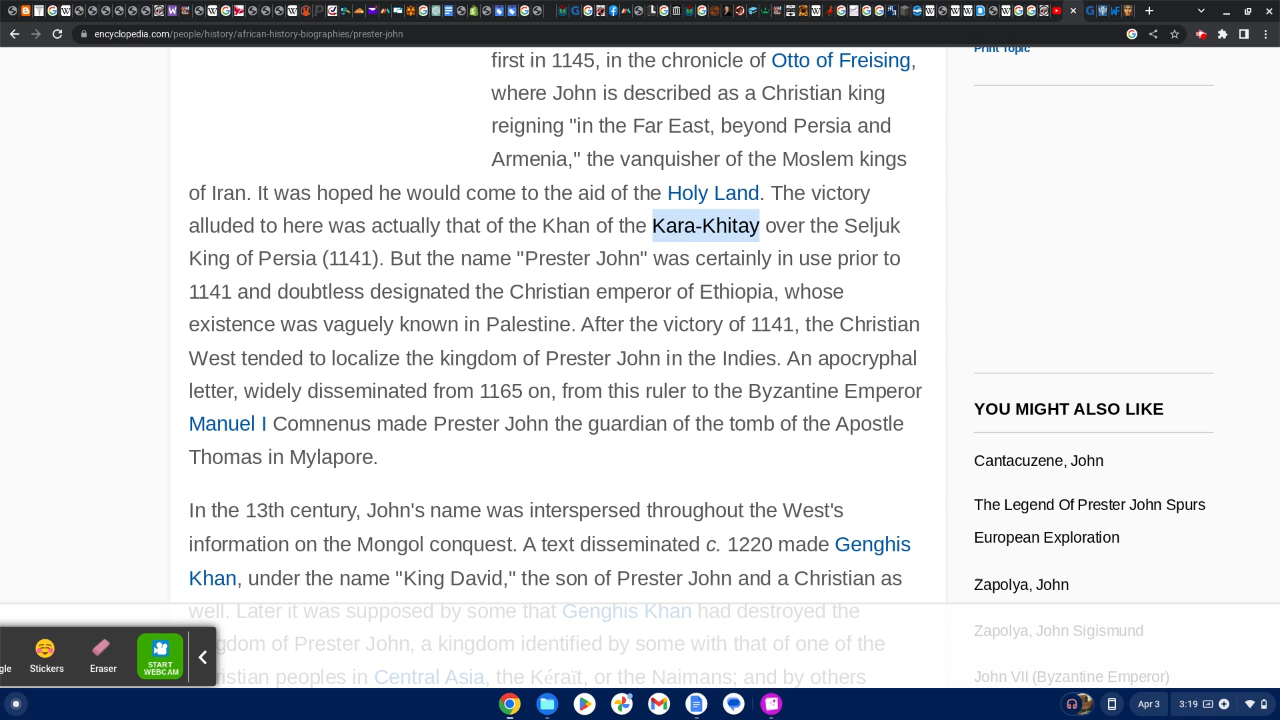 encyclopedia.com/people/history/african-history-biographies/prester-john
Print Topic
first in 1145, in the chronicle of Otto of Freising,
where John is described as a Christian king
reigning "in the Far East, beyond Persia and
Armenia," the vanquisher of the Moslem kings
of Iran. It was hoped he would come to the aid of the Holy Land. The victory
alluded to here was actually that of the Khan of the Kara-Khitay over the Seljuk
King of Persia (1141). But the name "Prester John" was certainly in use prior to
1141 and doubtless designated the Christian emperor of Ethiopia, whose
existence was vaguely known in Palestine. After the victory of 1141, the Christian
West tended to localize the kingdom of Prester John in the Indies. An apocryphal
letter, widely disseminated from 1165 on, from this ruler to the Byzantine Emperor
Manuel I Comnenus made Prester John the guardian of the tomb of the Apostle
Thomas in Mylapore.
In the 13th century, John's name was interspersed throughout the West's
information on the Mongol conquest. A text disseminated c. 1220 made Genghis
Khan, under the name "King David," the son of Prester John and a Christian as
well. Later it was supposed by some that Genghis Khan had destroyed the
gdom of Prester John, a kingdom identified by some with that of one of the
ristian peoples in Central Asia, the Kéraït, or the Naimans; and by others
YOU MIGHT ALSO LIKE
Cantacuzene, John
The Legend Of Prester John Spurs
European Exploration
Zapolya, John
Zapolya, John Sigismund
John VII (Byzantine Emperor)
gle
Stickers
Eraser
START
WEBCAM
Apr 3
3:19